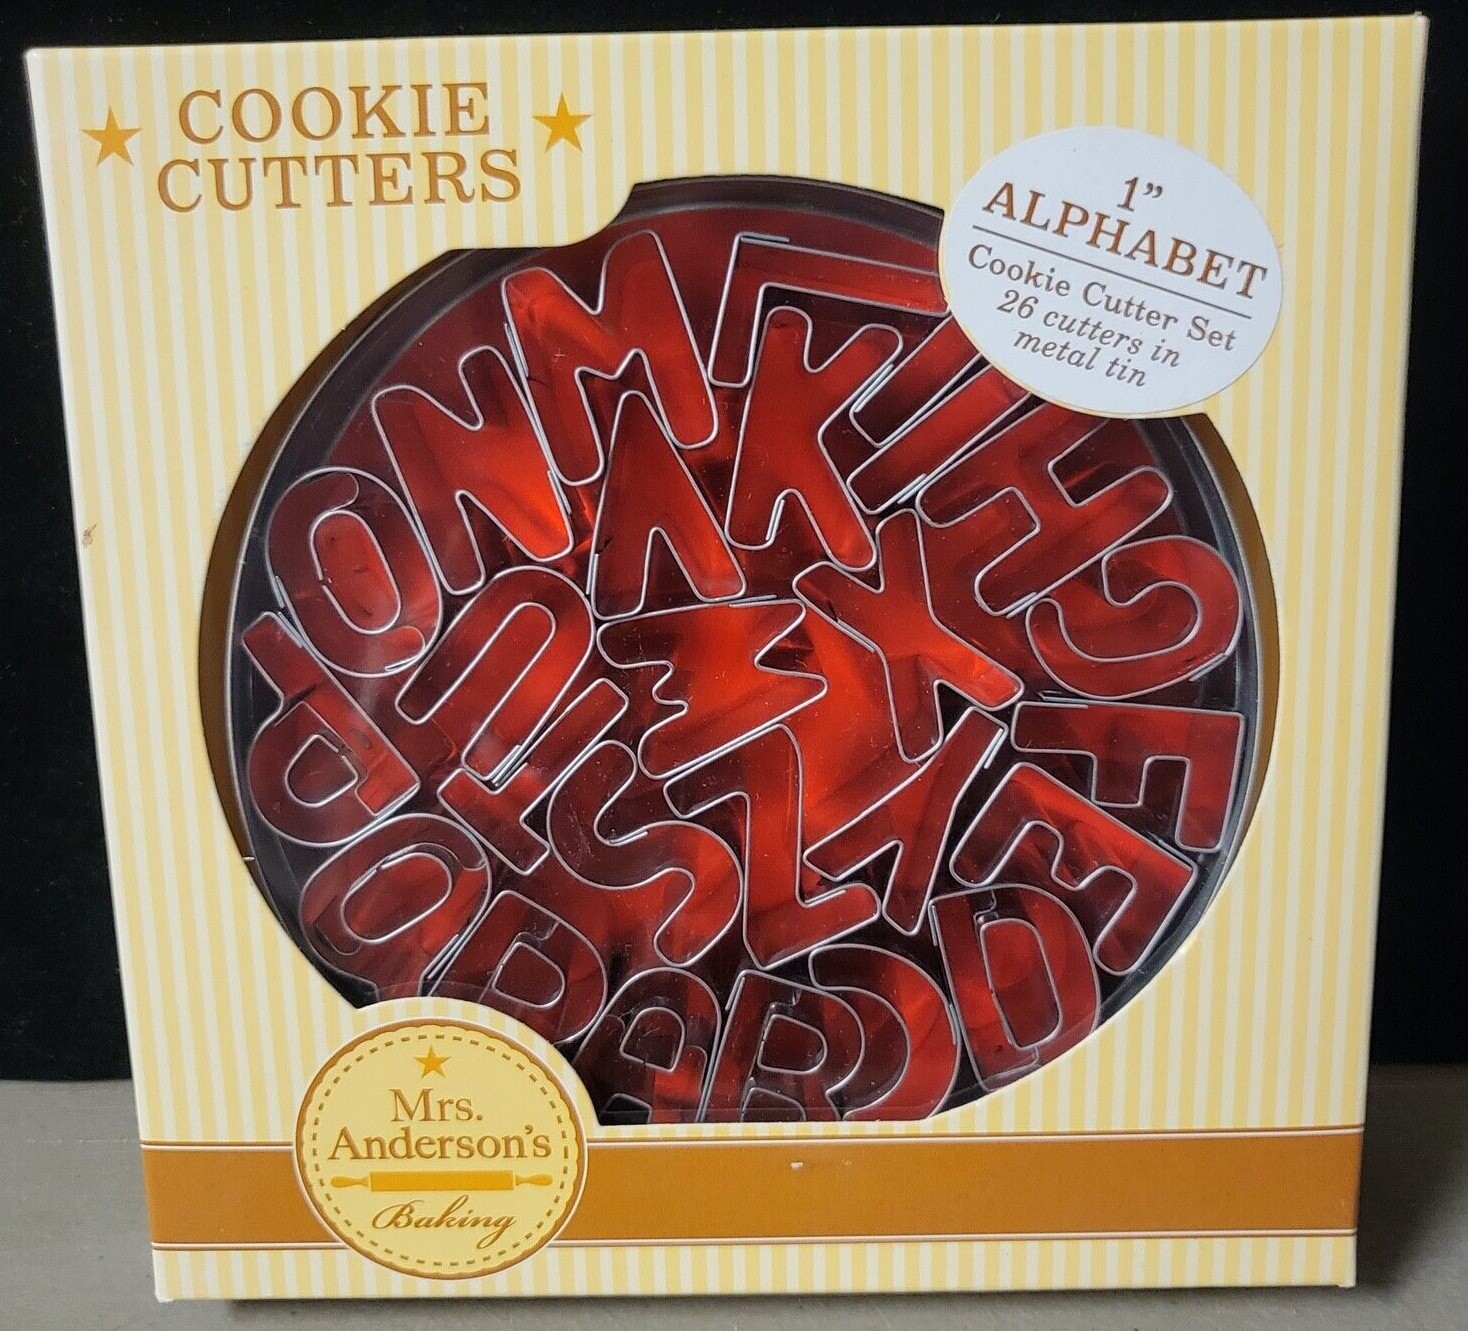 COOKIE
CUTTERS
1”
ALPHABET
Cookie Cutter Set
26 cutters in
metal tin
Mrs.
Anderson's
Baking